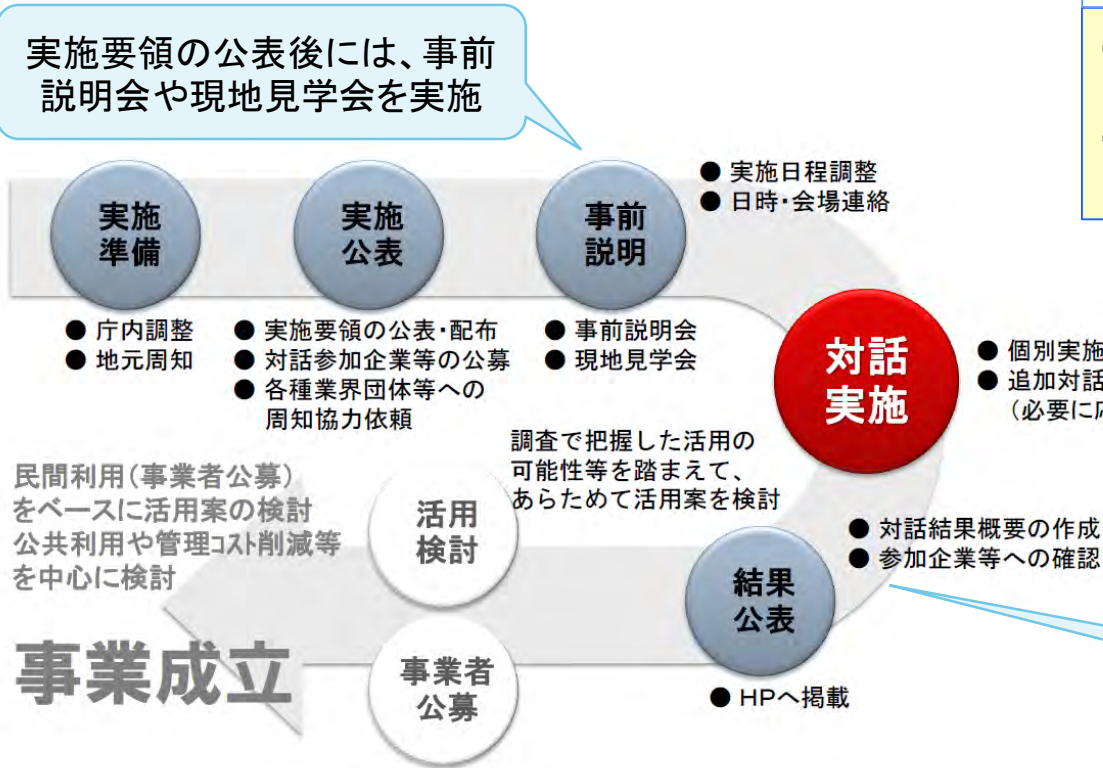 実施要領の公表後には、事前
説明会や現地見学会を実施
実施
準備
実施
公表
事前
説明
● 実施日程調整
● 日時・会場連絡
● 庁内調整
● 地元周知
● 実施要領の公表・配布
● 対話参加企業等の公募
● 各種業界団体等への
周知協力依頼
● 事前説明会
● 現地見学会
対話
実施
● 個別実施
● 追加対話
（必要に
調査で把握した活用の
可能性等を踏まえて、
あらためて活用案を検討
● 対話結果概要の作成
● 参加企業等への確認
結果
公表
● HPへ掲載
活用
検討
事業者
公募
民間利用（事業者公募）
をベースに活用案の検討
公共利用や管理コスト削減等
を中心に検討
事業成立